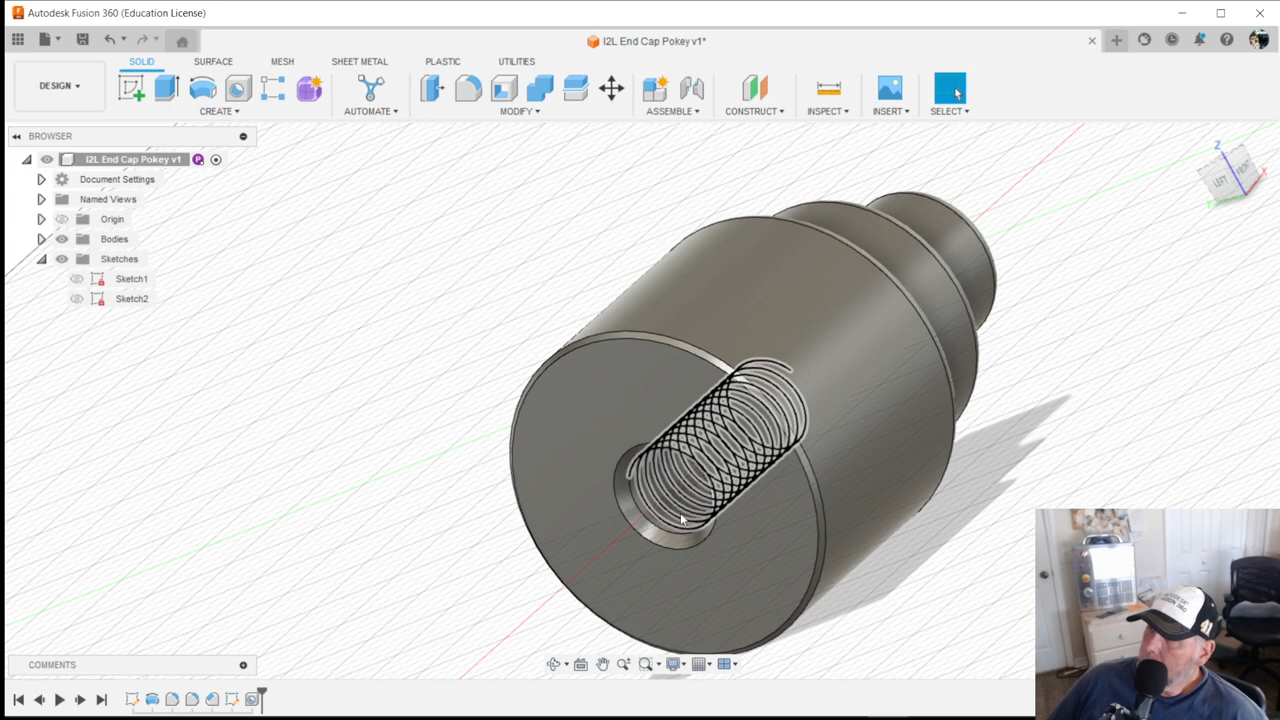 Autodesk Fusion 360 (Education License)
I2L End Cap Pokey v1*
SOLID SURFACE MESH SHEET METAL PLASTIC UTILITIES
DESIGN
CREATE AUTOMATE MODIFY ASSEMBLE CONSTRUCT INSPECT INSERT SELECT
BROWSER
I2L End Cap Pokey v1
Document Settings
Named Views
Origin
Bodies
Sketches
Sketch1
Sketch2
Z
LEFT
FRONT
X
COMMENTS
41